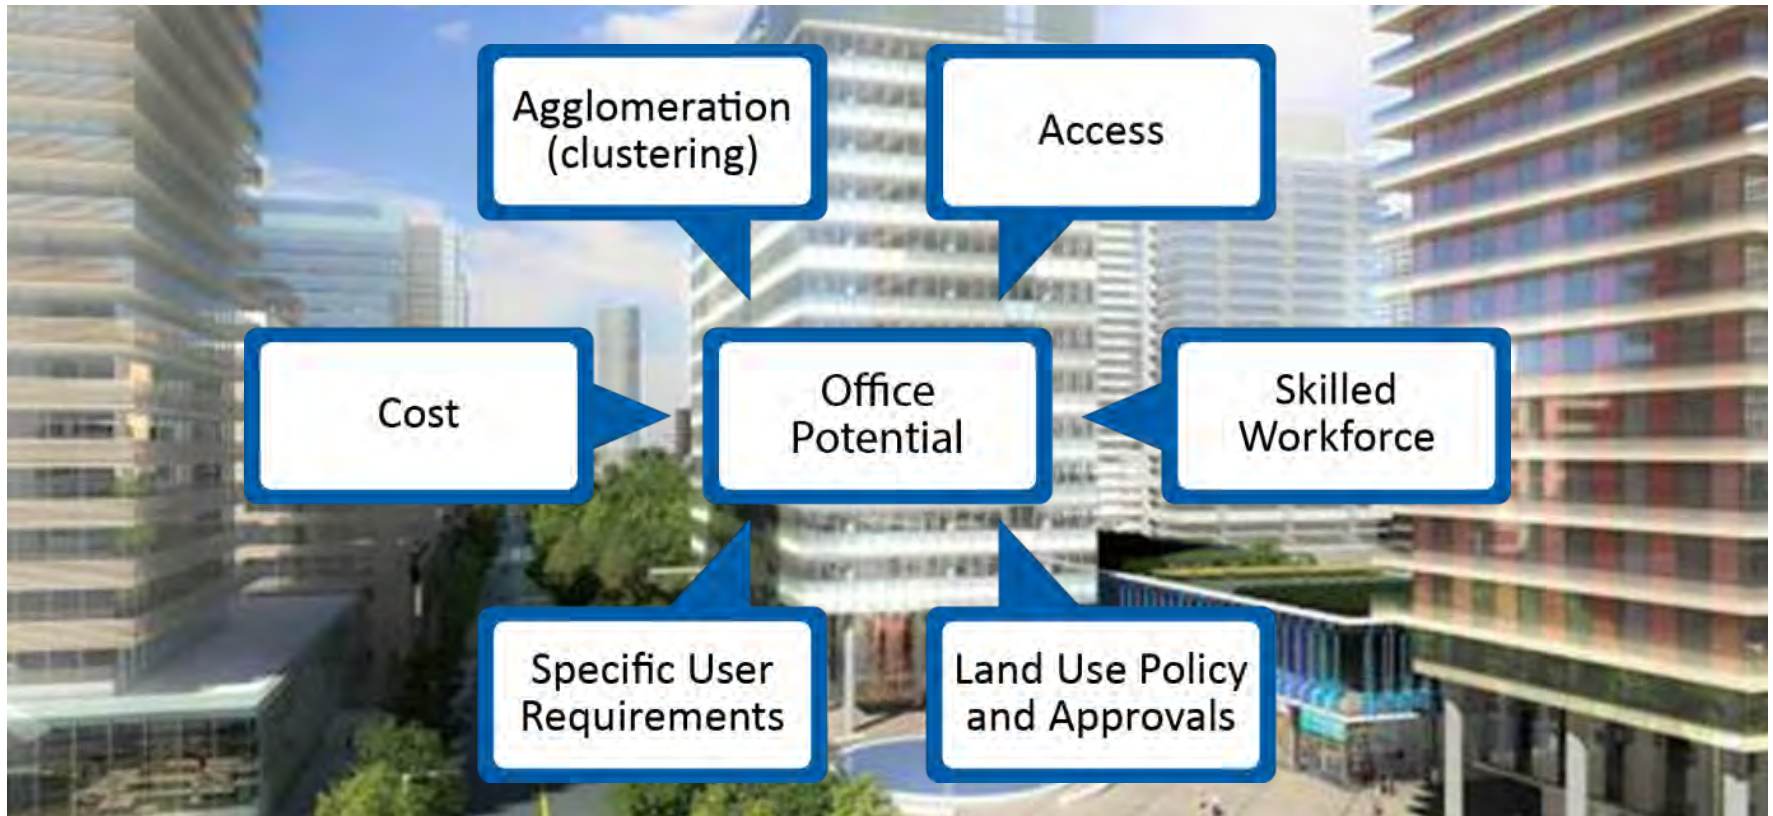 Agglomeration
(clustering)
Access
Cost
Office
Potential
Skilled
Workforce
Specific User
Requirements
Land Use Policy
and Approvals